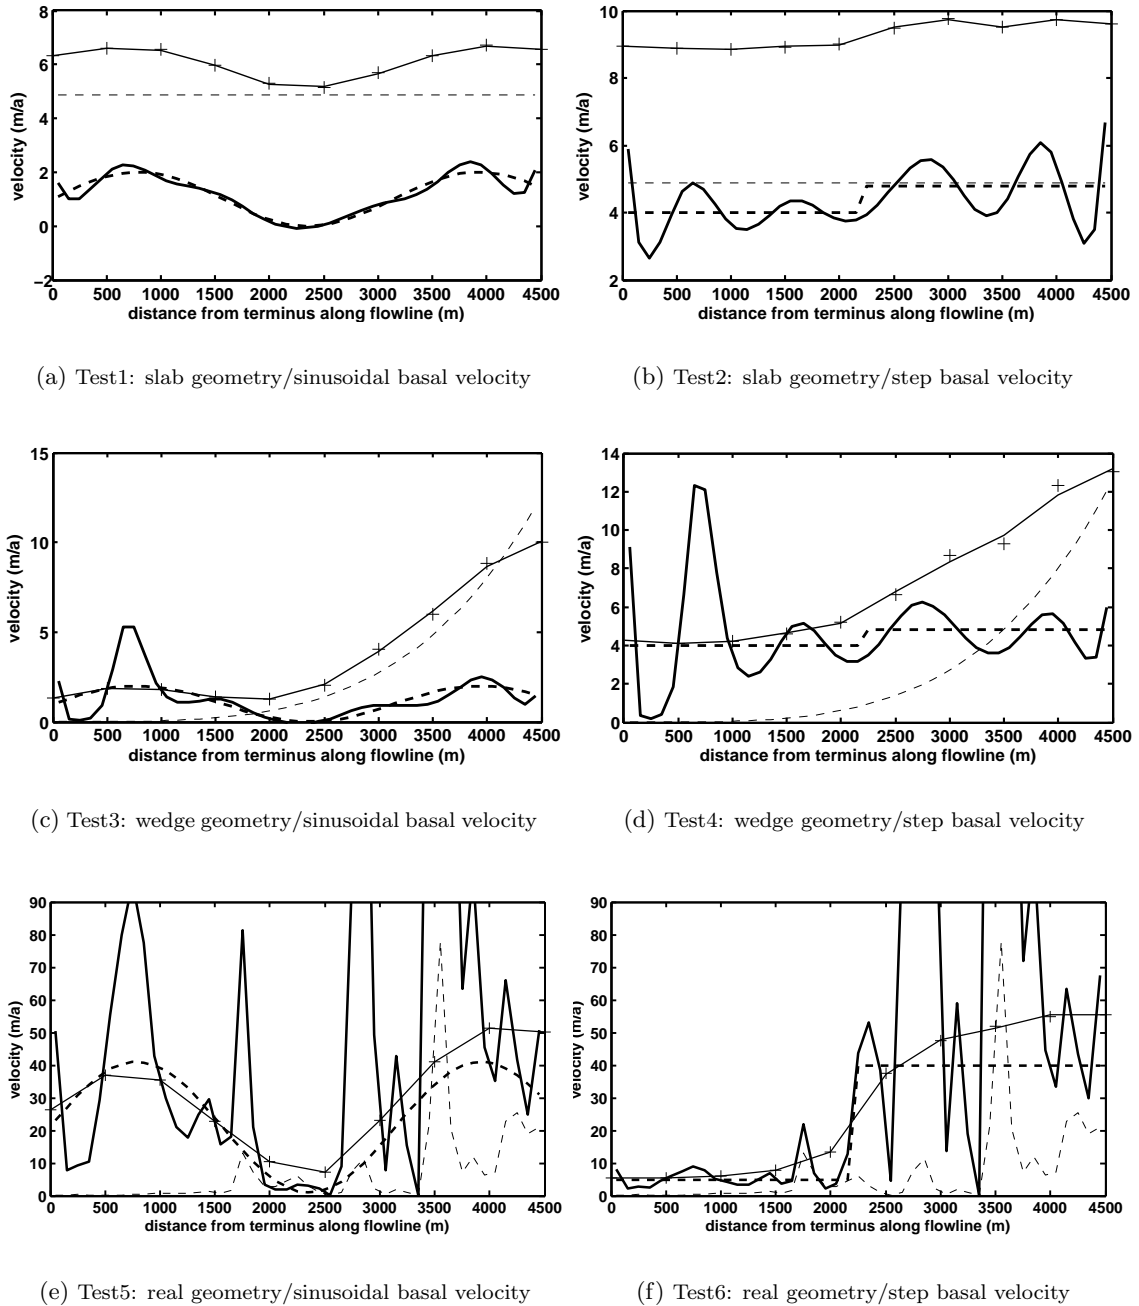 8
6
4
2
0
−2
velocity (m/a)
0 500 1000 1500 2000 2500 3000 3500 4000 4500
distance from terminus along flowline (m)
(a) Test1: slab geometry/sinusoidal basal velocity
10
8
6
4
2
velocity (m/a)
0 500 1000 1500 2000 2500 3000 3500 4000 4500
distance from terminus along flowline (m)
(b) Test2: slab geometry/step basal velocity
15
10
5
0
velocity (m/a)
0 500 1000 1500 2000 2500 3000 3500 4000 4500
distance from terminus along flowline (m)
(c) Test3: wedge geometry/sinusoidal basal velocity
14
12
10
8
6
4
2
0
velocity (m/a)
0 500 1000 1500 2000 2500 3000 3500 4000 4500
distance from terminus along flowline (m)
(d) Test4: wedge geometry/step basal velocity
90
80
70
60
50
40
30
20
10
0
velocity (m/a)
0 500 1000 1500 2000 2500 3000 3500 4000 4500
distance from terminus along flowline (m)
(e) Test5: real geometry/sinusoidal basal velocity
90
80
70
60
50
40
30
20
10
0
velocity (m/a)
0 500 1000 1500 2000 2500 3000 3500 4000 4500
distance from terminus along flowline (m)
(f) Test6: real geometry/step basal velocity